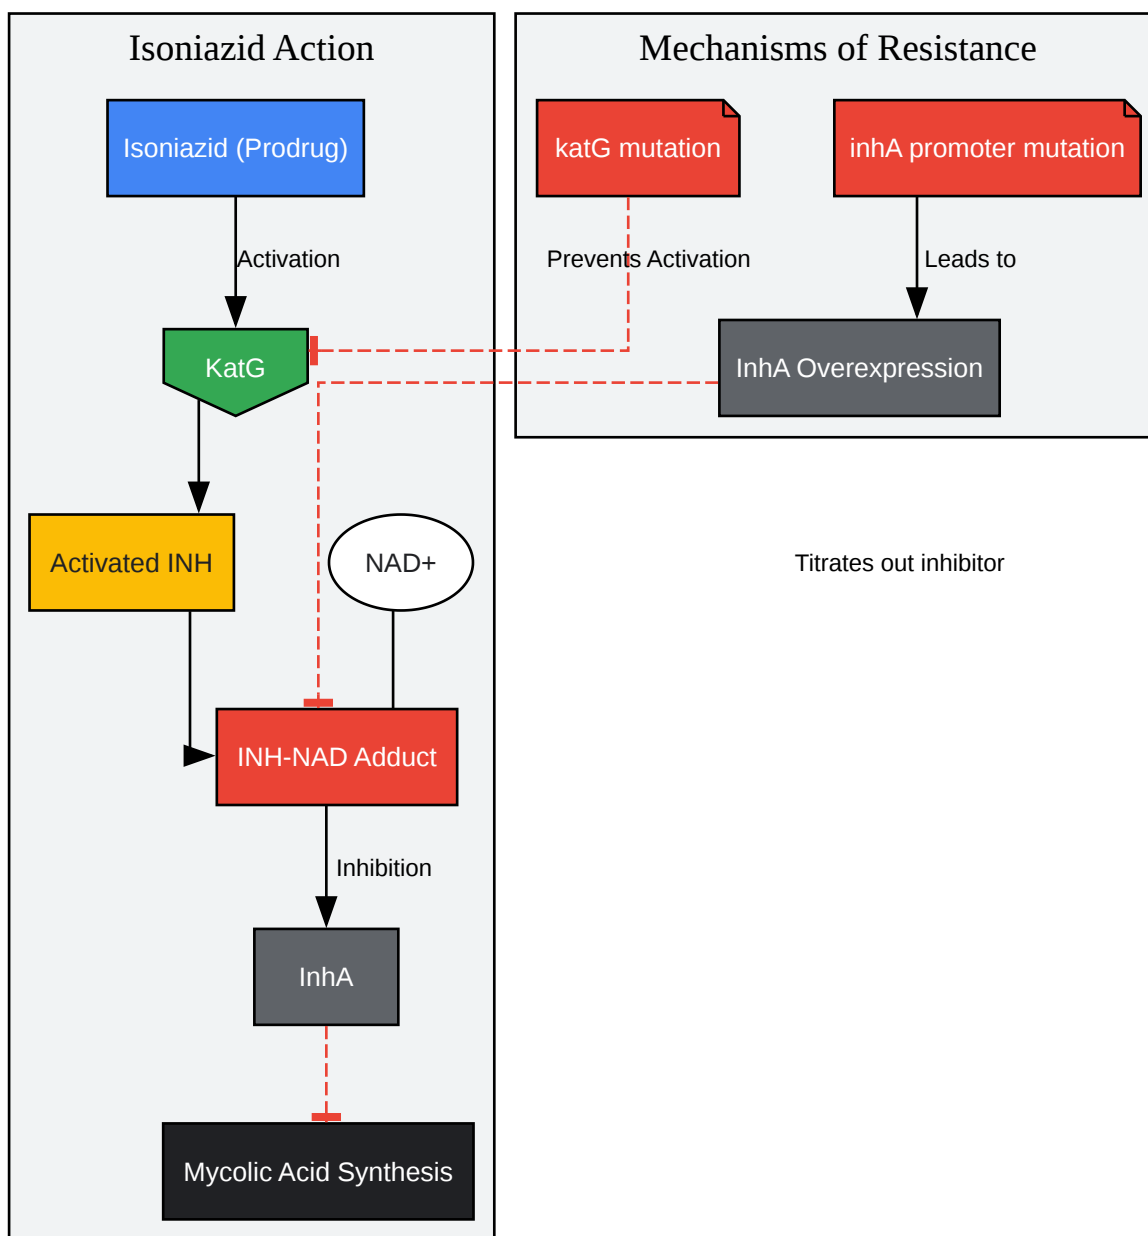 Isoniazid Action
Mechanisms of Resistance
Isoniazid (Prodrug)
katG mutation
inhA promoter mutation
Activation
Prevents Activation
Leads to
KatG
InhA Overexpression
Activated INH
NAD+
Titrates out inhibitor
INH-NAD Adduct
Inhibition
InhA
Mycolic Acid Synthesis